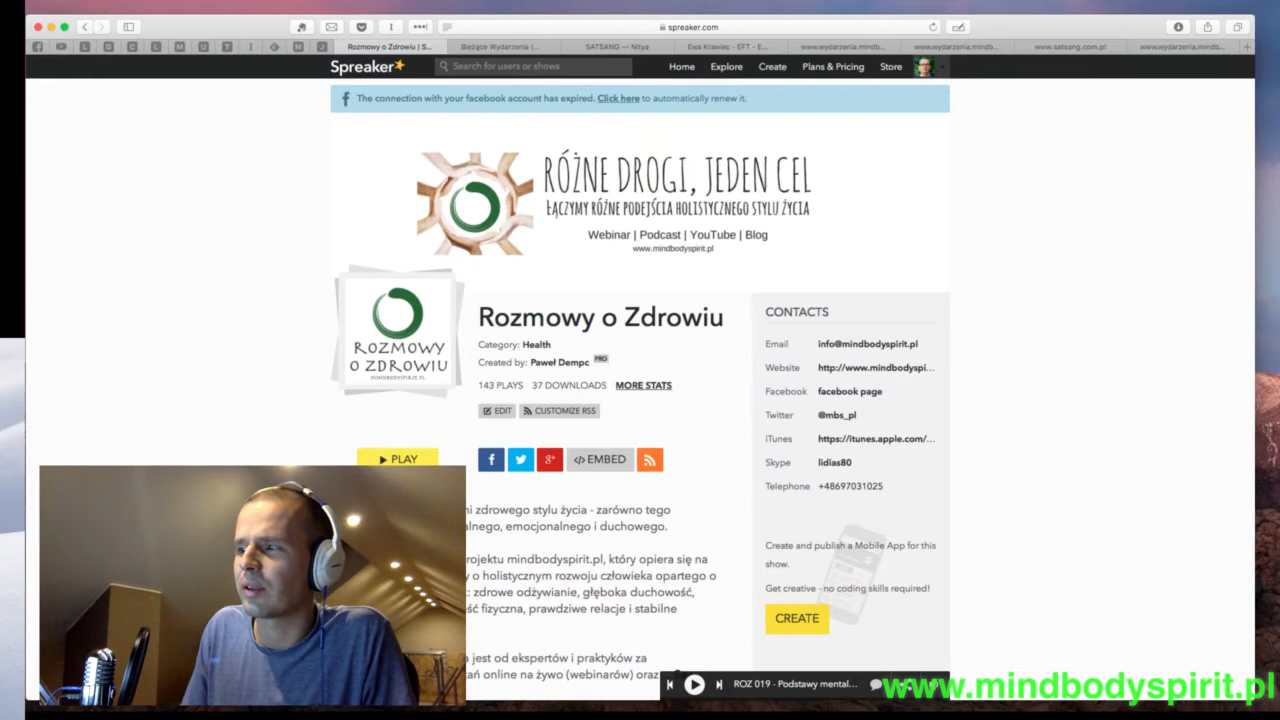 spreaker.com
Rozmowy o Zdrowiu | S...
Bieżące Wydarzenia |...
SATSANG — Nitya
Ewa Krawiec - EFT - E...
www.wydarzenia.mindb...
www.wydarzenia.mindb...
www.satsang.com.pl
www.wydarzenia.mindb...
Spreaker
Search for users or shows
Home
Explore
Create
Plans & Pricing
Store
The connection with your facebook account has expired. Click here to automatically renew it.
RÓŻNE DROGI, JEDEN CEL
ŁĄCZYMY RÓŻNE PODEJŚCIA HOLISTYCZNEGO STYLU ŻYCIA
Webinar | Podcast | YouTube | Blog
www.mindbodyspirit.pl
ROZMOWY
O ZDROWIU
MINDBODYSPIRIT.PL
Rozmowy o Zdrowiu
Category: Health
Created by: Paweł Dempc PRO
143 PLAYS 37 DOWNLOADS MORE STATS
EDIT
CUSTOMIZE RSS
PLAY
EMBED
CONTACTS
Email info@mindbodyspirit.pl
Website http://www.mindbodyspi...
Facebook facebook page
Twitter @mbs_pl
iTunes https://itunes.apple.com/...
Skype lidias80
Telephone +48697031025
Create and publish a Mobile App for this
show.
Get creative - no coding skills required!
CREATE
ni zdrowego stylu życia - zarówno tego
alnego, emocjonalnego i duchowego.
rojektu mindbodyspirit.pl, który opiera się na
y o holistycznym rozwoju człowieka opartego o
: zdrowe odżywianie, głęboka duchowość,
ść fizyczna, prawdziwe relacje i stabilne
a jest od ekspertów i praktyków za
kań online na żywo (webinarów) oraz
ROZ 019 - Podstawy mental...
www.mindbodyspirit.pl